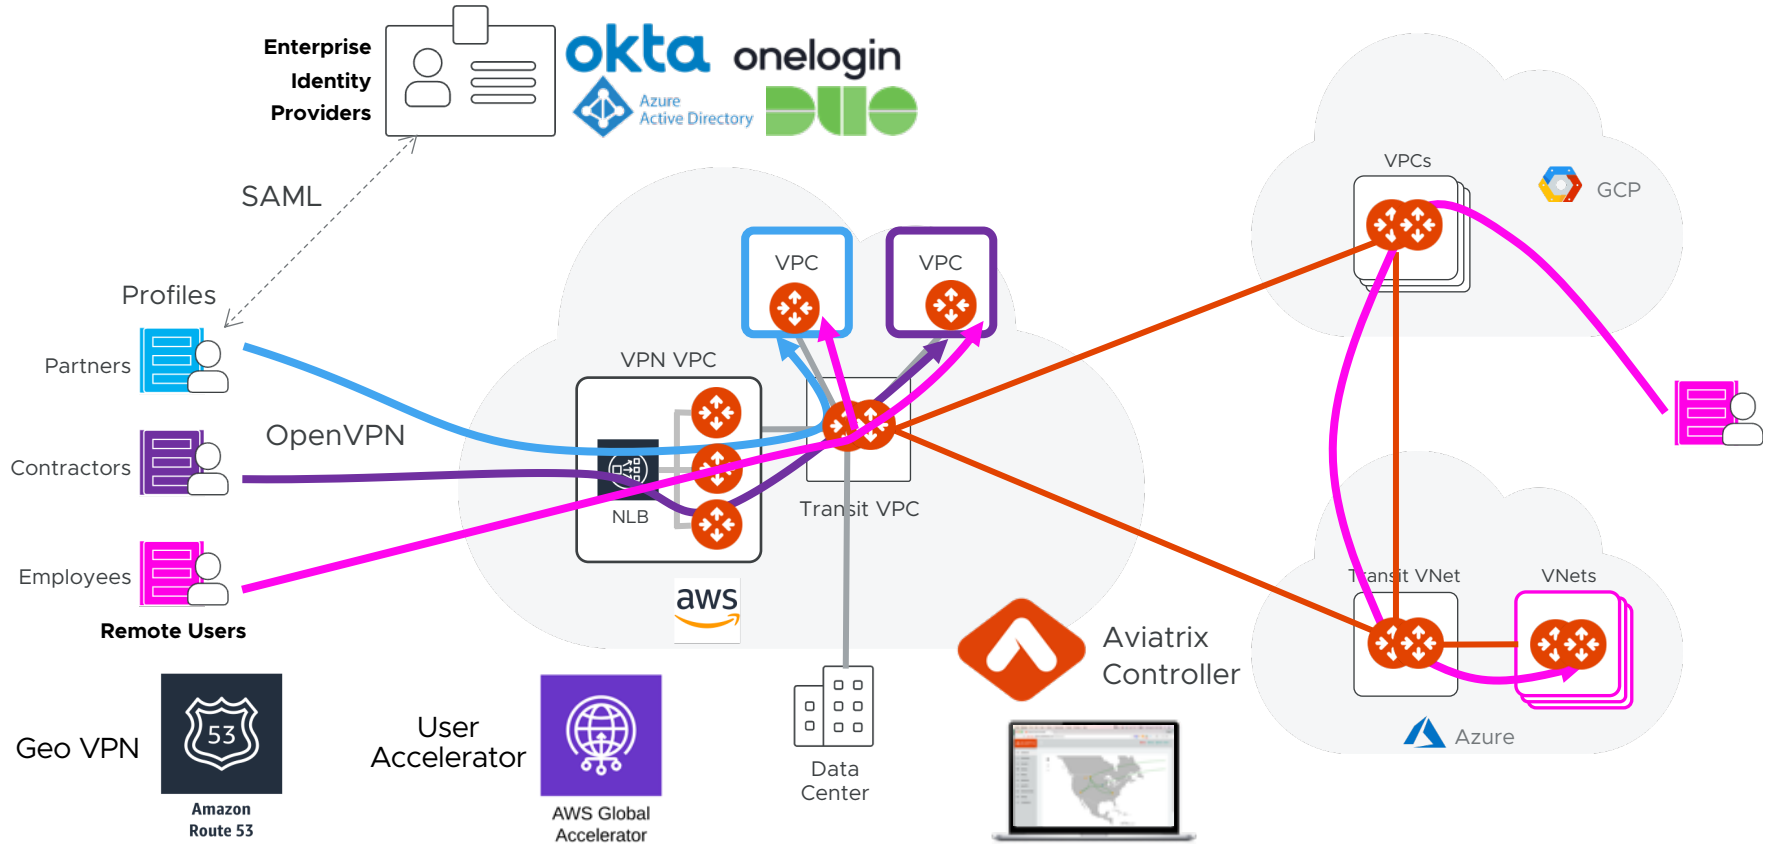 Enterprise
Identity
Providers
okta
onelogin
Azure
Active Directory
DUO
SAML
Profiles
Partners
OpenVPN
Contractors
Employees
Remote Users
VPC
VPC
VPN VPC
NLB
Transit VPC
aws
VPCs
GCP
Transit VNet
VNets
Azure
Aviatrix
Controller
Geo VPN
53
Amazon
Route 53
User
Accelerator
AWS Global
Accelerator
Data
Center